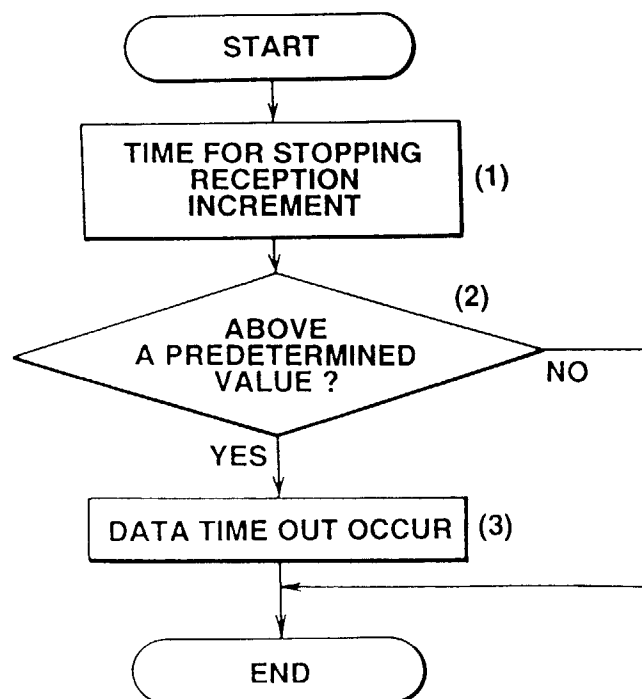 START
TIME FOR STOPPING
RECEPTION
INCREMENT
(1)
(2)
ABOVE
A PREDETERMINED
VALUE ?
NO
YES
DATA TIME OUT OCCUR
(3)
END